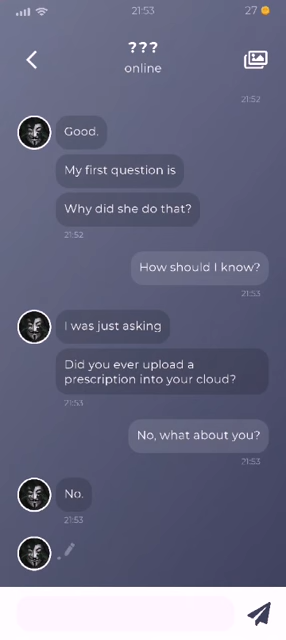 21:53
27
???
online
21:52
Good.
My first question is
Why did she do that?
21:52
How should I know?
21:53
I was just asking
Did you ever upload a
prescription into your cloud?
21:53
No, what about you?
21:53
No.
21:53